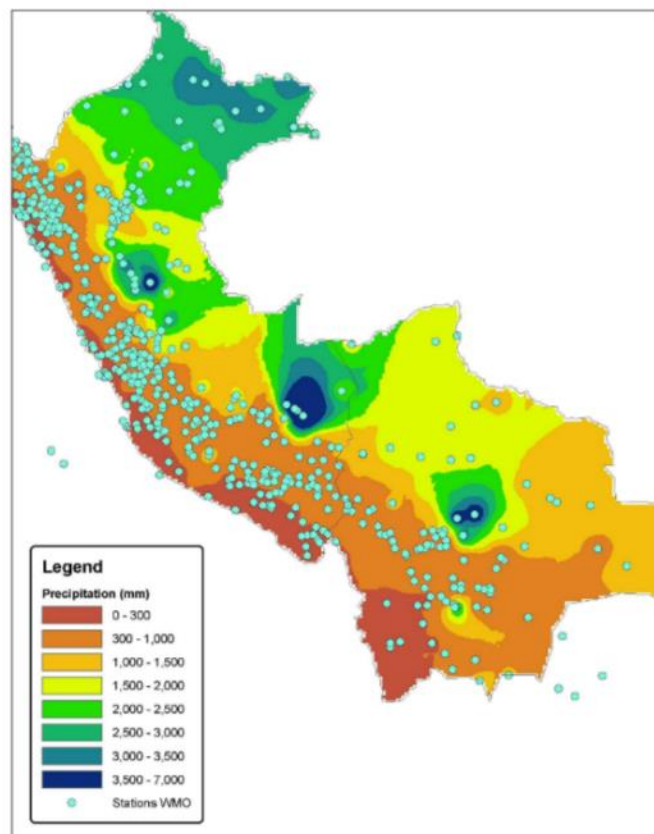 Legend
Precipitation (mm)
0 - 300
300 - 1,000
1,000 - 1,500
1,500 - 2,000
2,000 - 2,500
2,500 - 3,000
3,000 - 3,500
3,500 - 7,000
Stations WMO